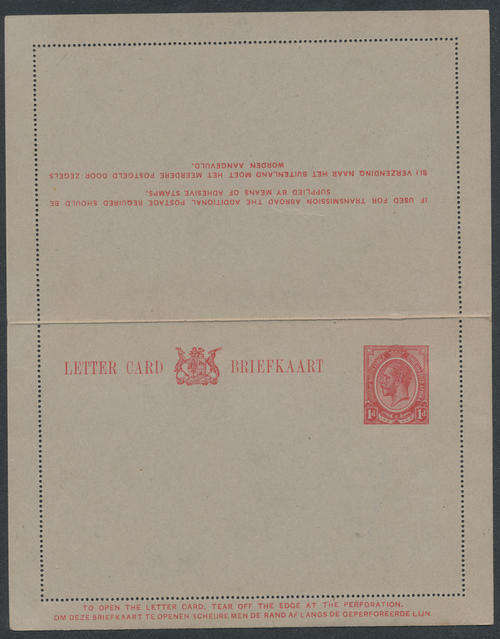 IF USED FOR TRANSMISSION ABROAD THE ADDITIONAL POSTAGE REQUIRED SHOULD BE
SUPPLIED BY MEANS OF ADHESIVE STAMPS.
BIJ VERZENDING NAAR HET BUITENLAND MOET HET MEERDERE POSTGELD DOOR ZEGELS
WORDEN AANGEVULD.
LETTER CARD BRIEFKAART
1d 1d
TO OPEN THE LETTER CARD, TEAR OFF THE EDGE AT THE PERFORATION.
OM DEZE BRIEFKAART TE OPENEN SCHEURE MEN DE RAND AF LANGS DE GEPERFOREERDE LIJN.